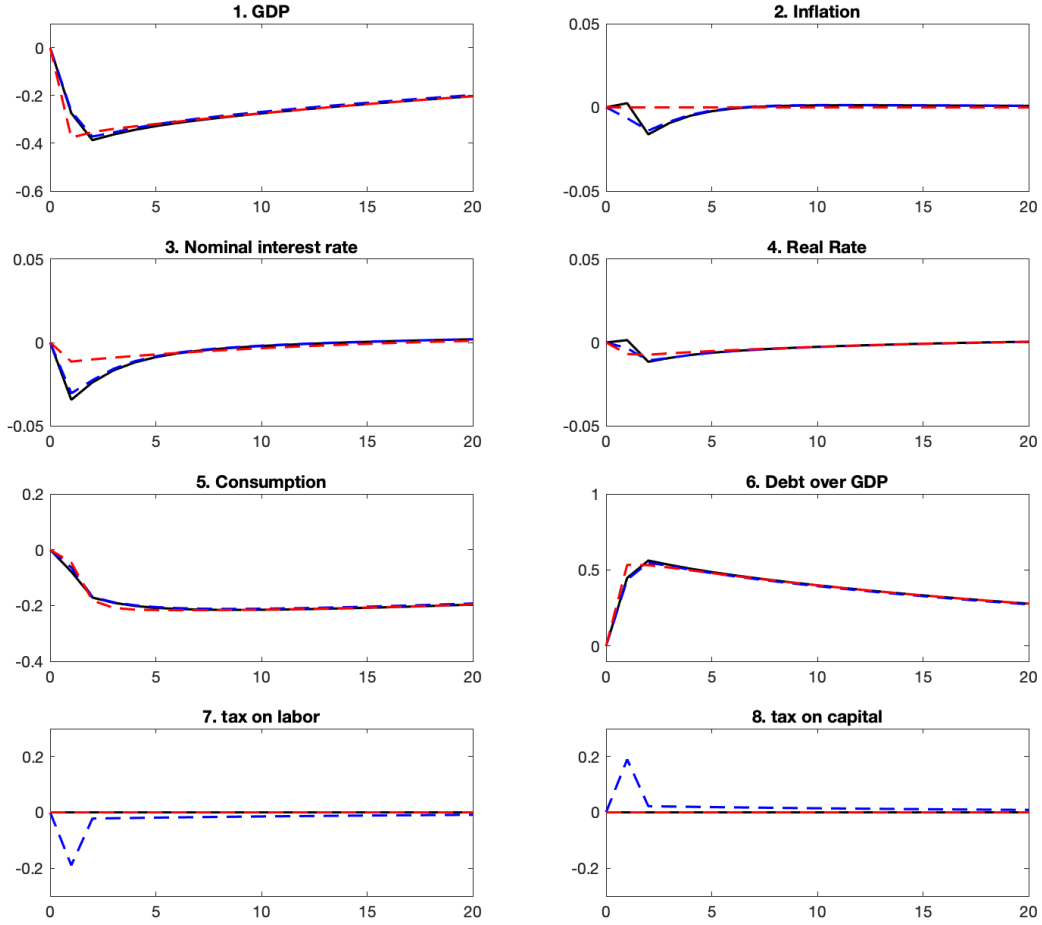 1. GDP
0
-0.2
-0.4
-0.6
0 5 10 15 20
2. Inflation
0.05
0
-0.05
0 5 10 15 20
3. Nominal interest rate
0.05
0
-0.05
0 5 10 15 20
4. Real Rate
0.05
0
-0.05
0 5 10 15 20
5. Consumption
0.2
0
-0.2
-0.4
0 5 10 15 20
6. Debt over GDP
1
0.5
0
0 5 10 15 20
7. tax on labor
0.2
0
-0.2
0 5 10 15 20
8. tax on capital
0.2
0
-0.2
0 5 10 15 20